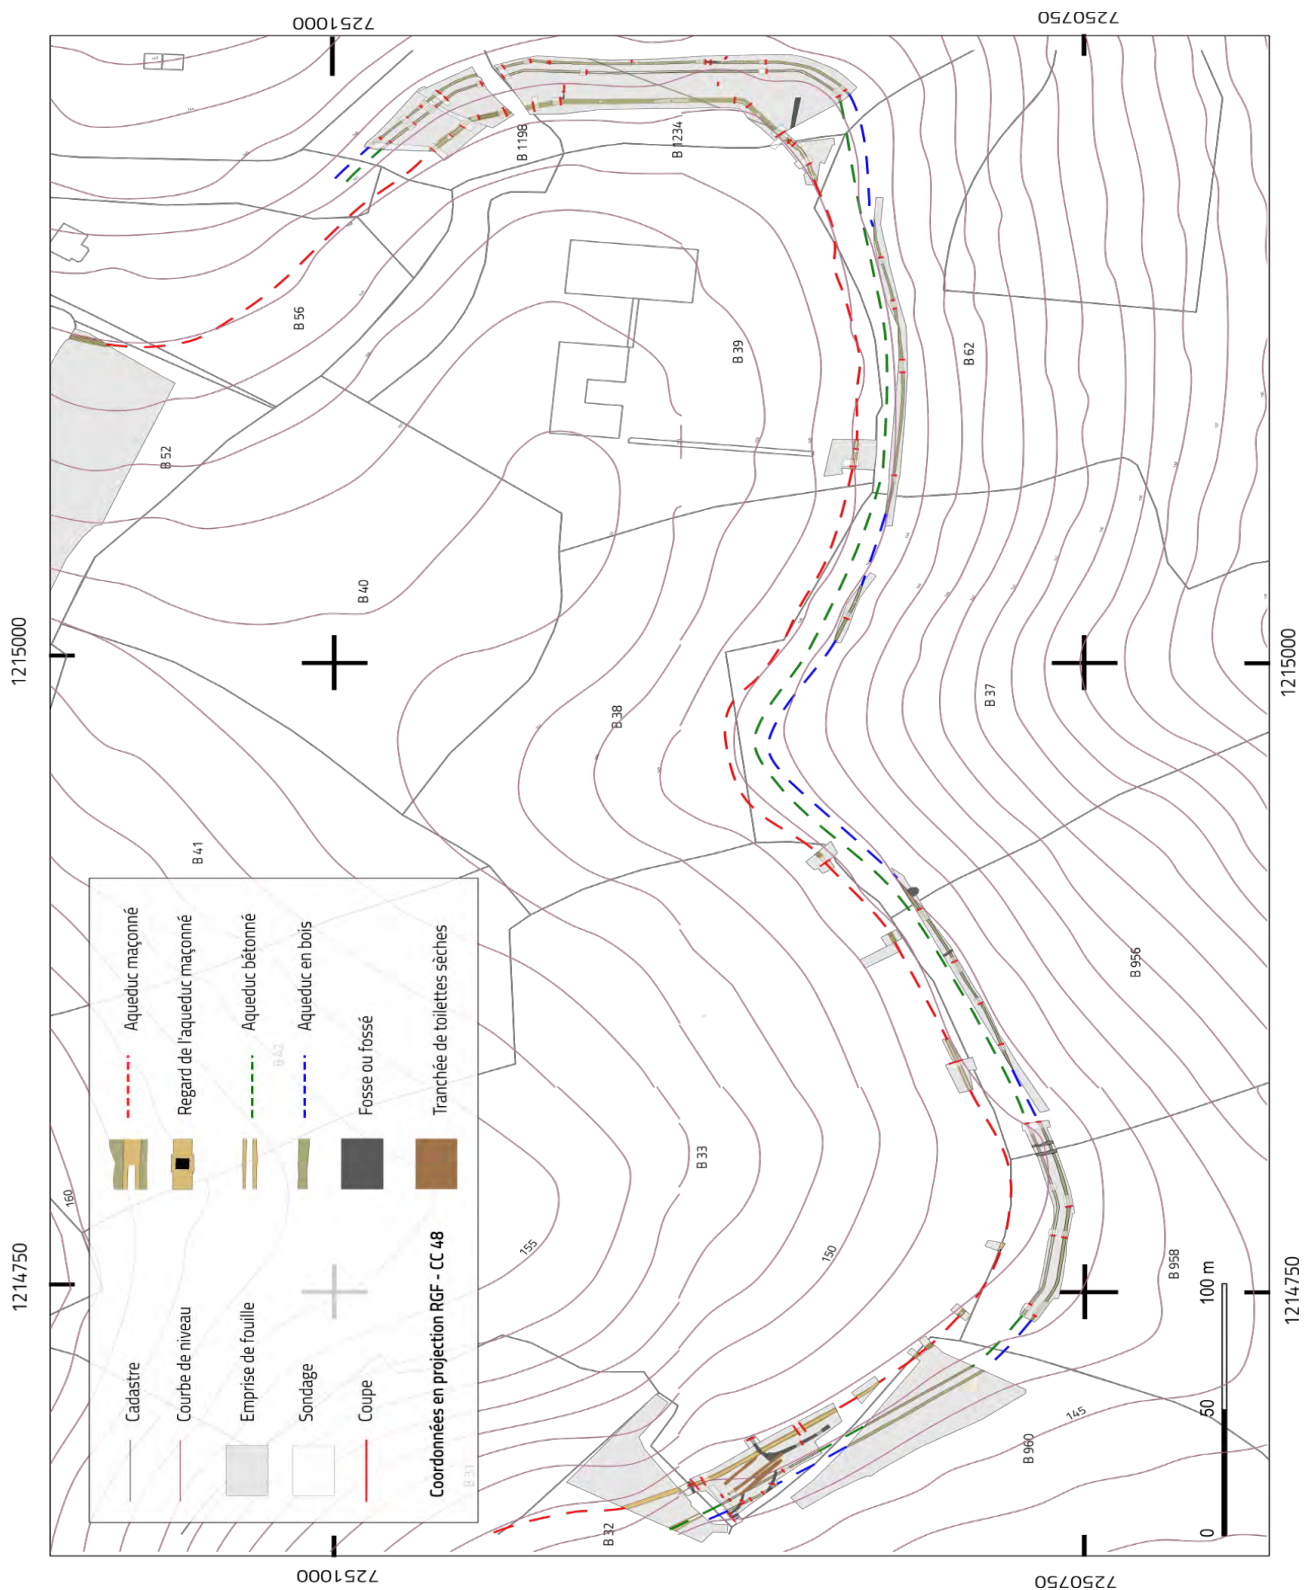 7251000
7250750
1215000
1215000
1214750
1214750
7251000
7250750
B 1198
B 1234
B 56
B 39
B 62
B 52
B 40
B 38
B 37
B 41
B 956
B 33
B 958
B 32
B 960
B 42
B 31
160
155
150
145
Cadastre
Courbe de niveau
Emprise de fouille
Sondage
Coupe
Aqueduc maçonné
Regard de l'aqueduc maçonné
Aqueduc bétonné
Aqueduc en bois
Fosse ou fossé
Tranchée de toilettes sèches
Coordonnées en projection RGF - CC 48
0 50 100 m